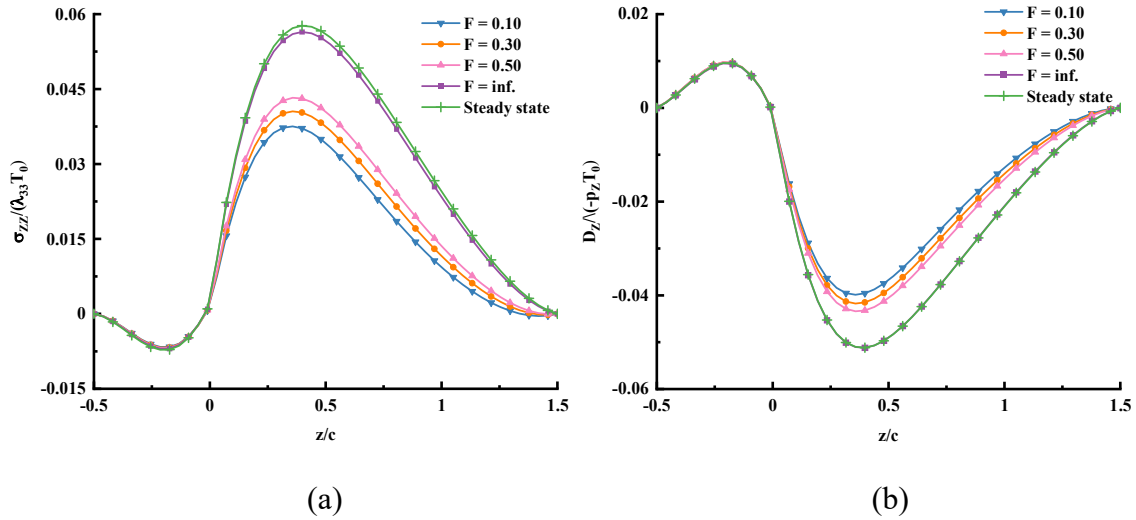 0.06
0.045
0.03
0.015
0
-0.015
-0.5
0
0.5
1
1.5
z/c
σZZ/(λ33T0)
F = 0.10
F = 0.30
F = 0.50
F = inf.
Steady state
(a)
0.02
0
-0.02
-0.04
-0.06
-0.5
0
0.5
1
1.5
z/c
DZ/\(-pZT0)
F = 0.10
F = 0.30
F = 0.50
F = inf.
Steady state
(b)